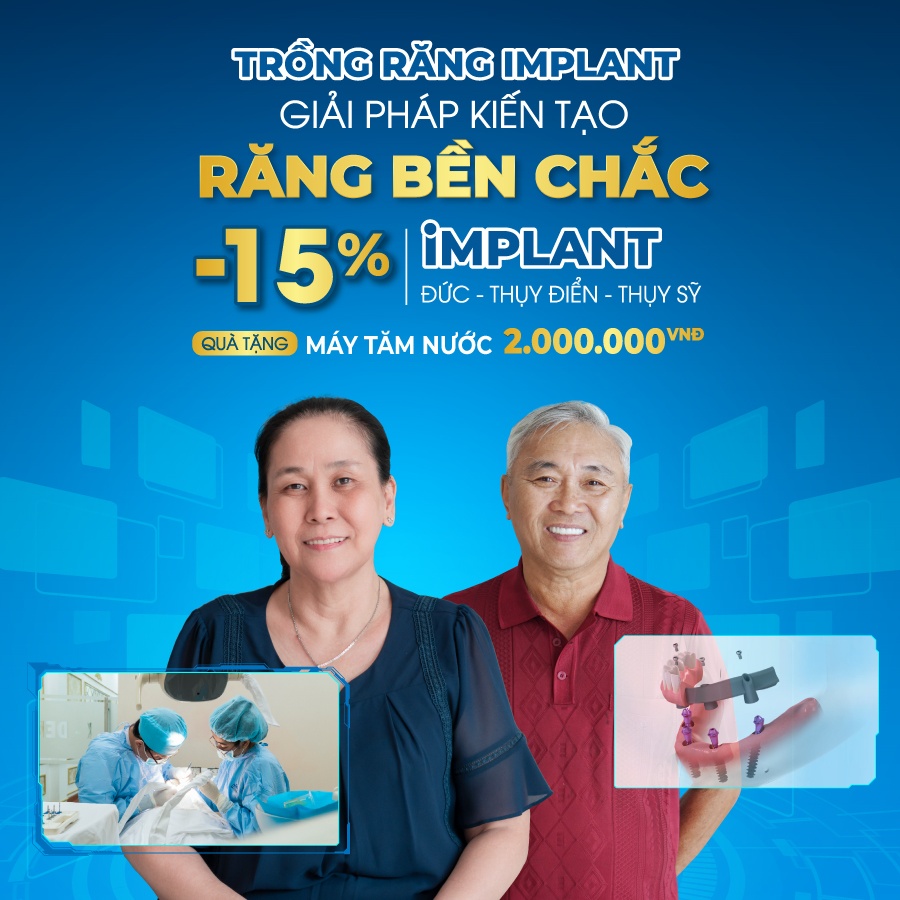 TRỒNG RĂNG IMPLANT
GIẢI PHÁP KIẾN TẠO
RĂNG BỀN CHẮC
-15%
iMPLANT
ĐỨC - THỤY ĐIỂN - THỤY SỸ
QUÀ TẶNG MÁY TĂM NƯỚC 2.000.000VNĐ